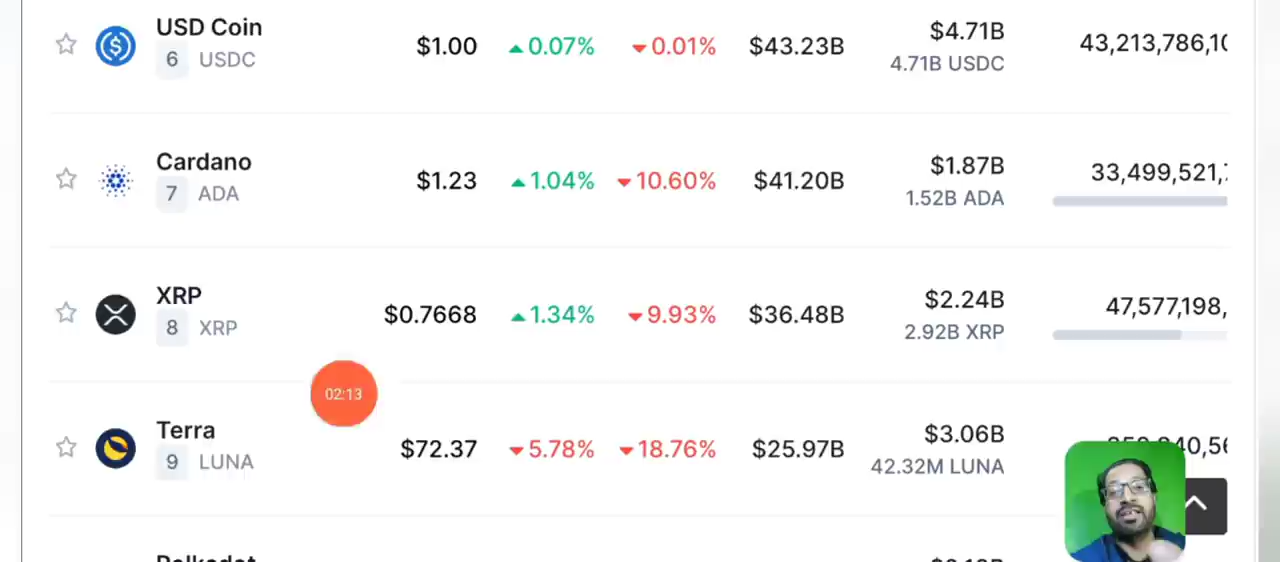 USD Coin
6 USDC
$1.00
0.07%
0.01%
$43.23B
$4.71B
4.71B USDC
43,213,786,10
Cardano
7 ADA
$1.23
1.04%
10.60%
$41.20B
$1.87B
1.52B ADA
33,499,521,
XRP
8 XRP
$0.7668
1.34%
9.93%
$36.48B
$2.24B
2.92B XRP
47,577,198,
02:13
Terra
9 LUNA
$72.37
5.78%
18.76%
$25.97B
$3.06B
42.32M LUNA